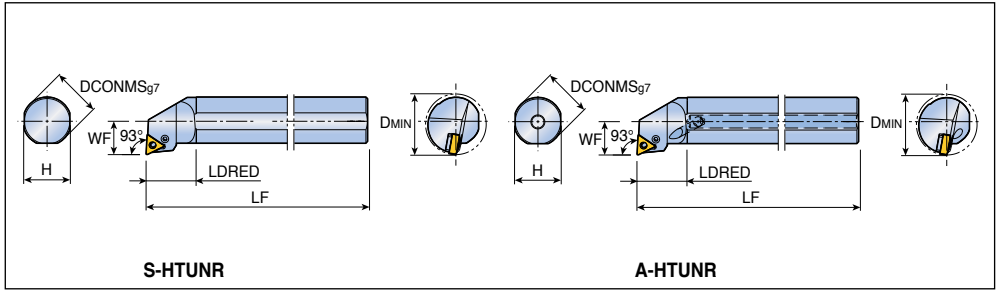 DCONMSg7
WF
93°
H
LDRED
LF
DMIN
S-HTUNR
DCONMSg7
WF
93°
H
LDRED
LF
DMIN
A-HTUNR